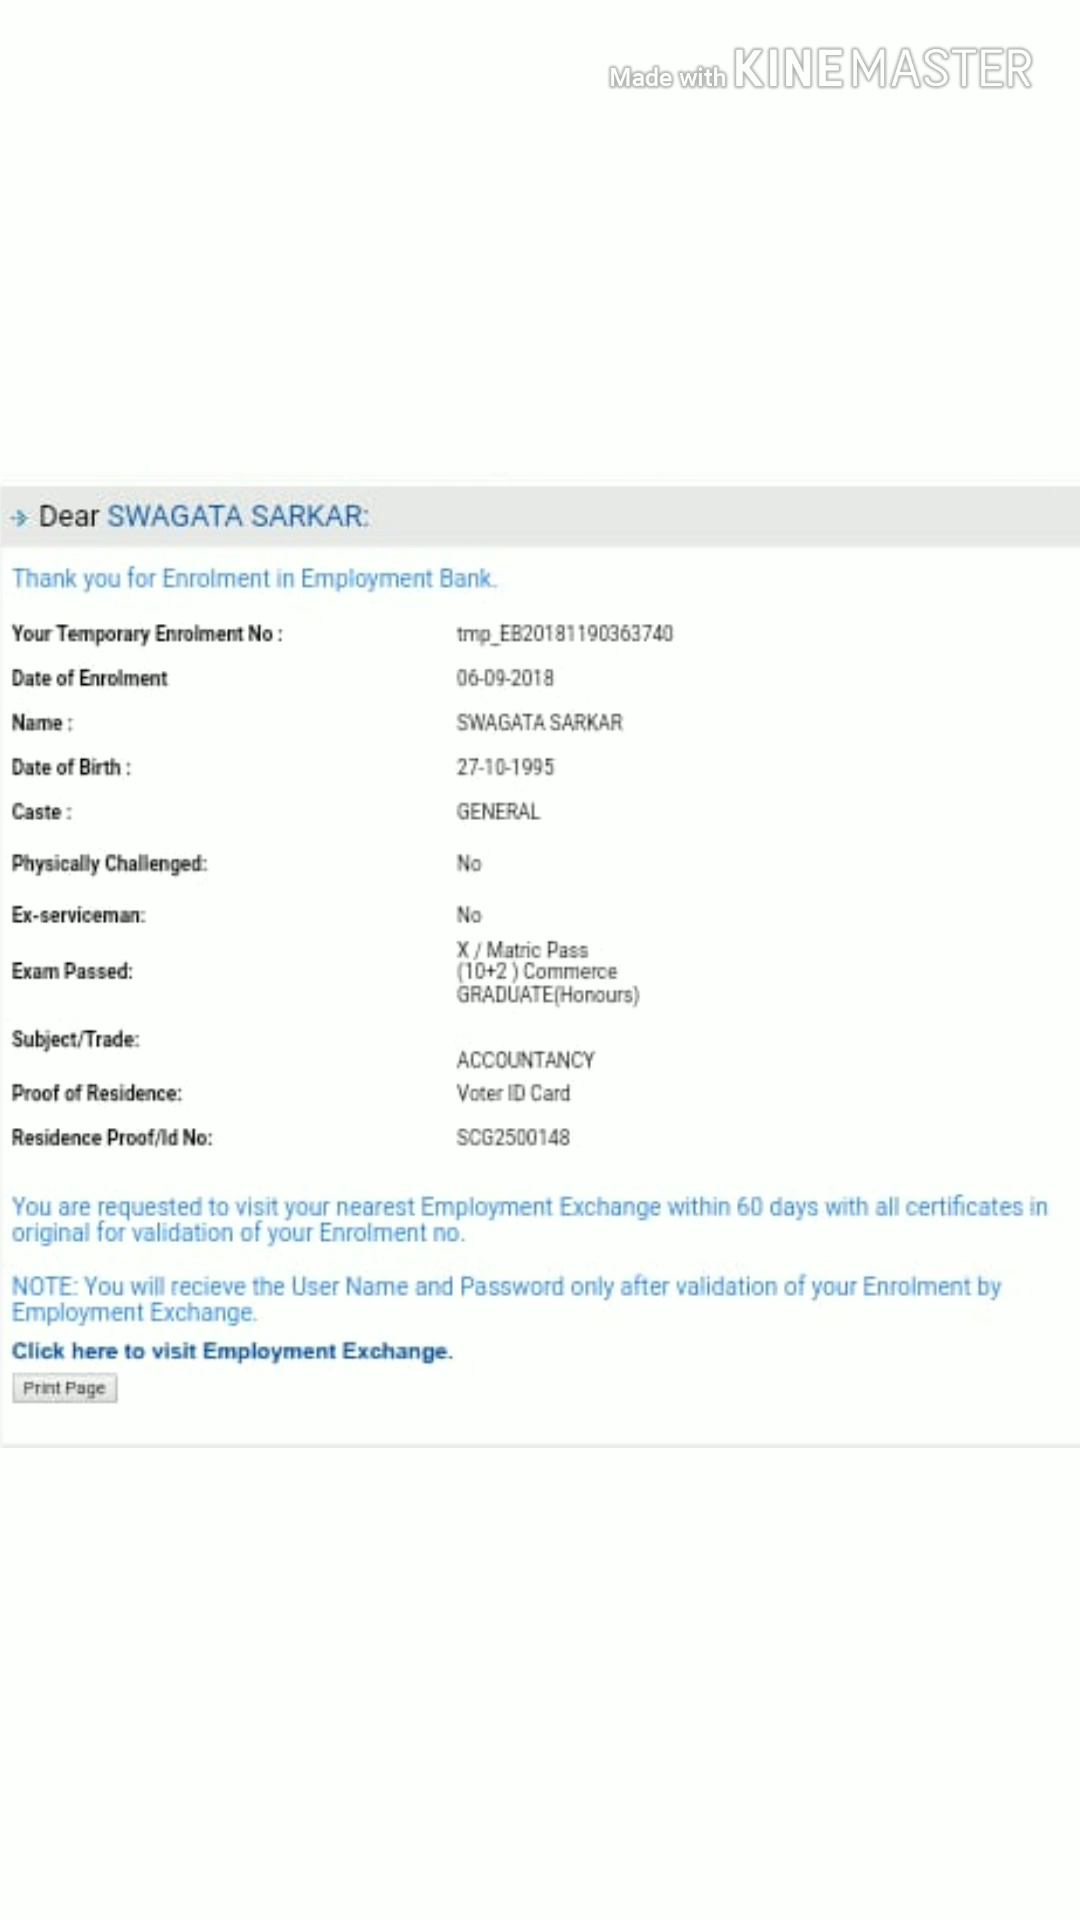 Made with KINEMASTER
Dear SWAGATA SARKAR:
Thank you for Enrolment in Employment Bank.
Your Temporary Enrolment No : tmp_EB20181190363740
Date of Enrolment 06-09-2018
Name : SWAGATA SARKAR
Date of Birth : 27-10-1995
Caste : GENERAL
Physically Challenged: No
Ex-serviceman: No
X / Matric Pass
Exam Passed: (10+2 ) Commerce
GRADUATE(Honours)
Subject/Trade:
ACCOUNTANCY
Proof of Residence: Voter ID Card
Residence Proof/Id No: SCG2500148
You are requested to visit your nearest Employment Exchange within 60 days with all certificates in
original for validation of your Enrolment no.
NOTE: You will recieve the User Name and Password only after validation of your Enrolment by
Employment Exchange.
Click here to visit Employment Exchange.
Print Page